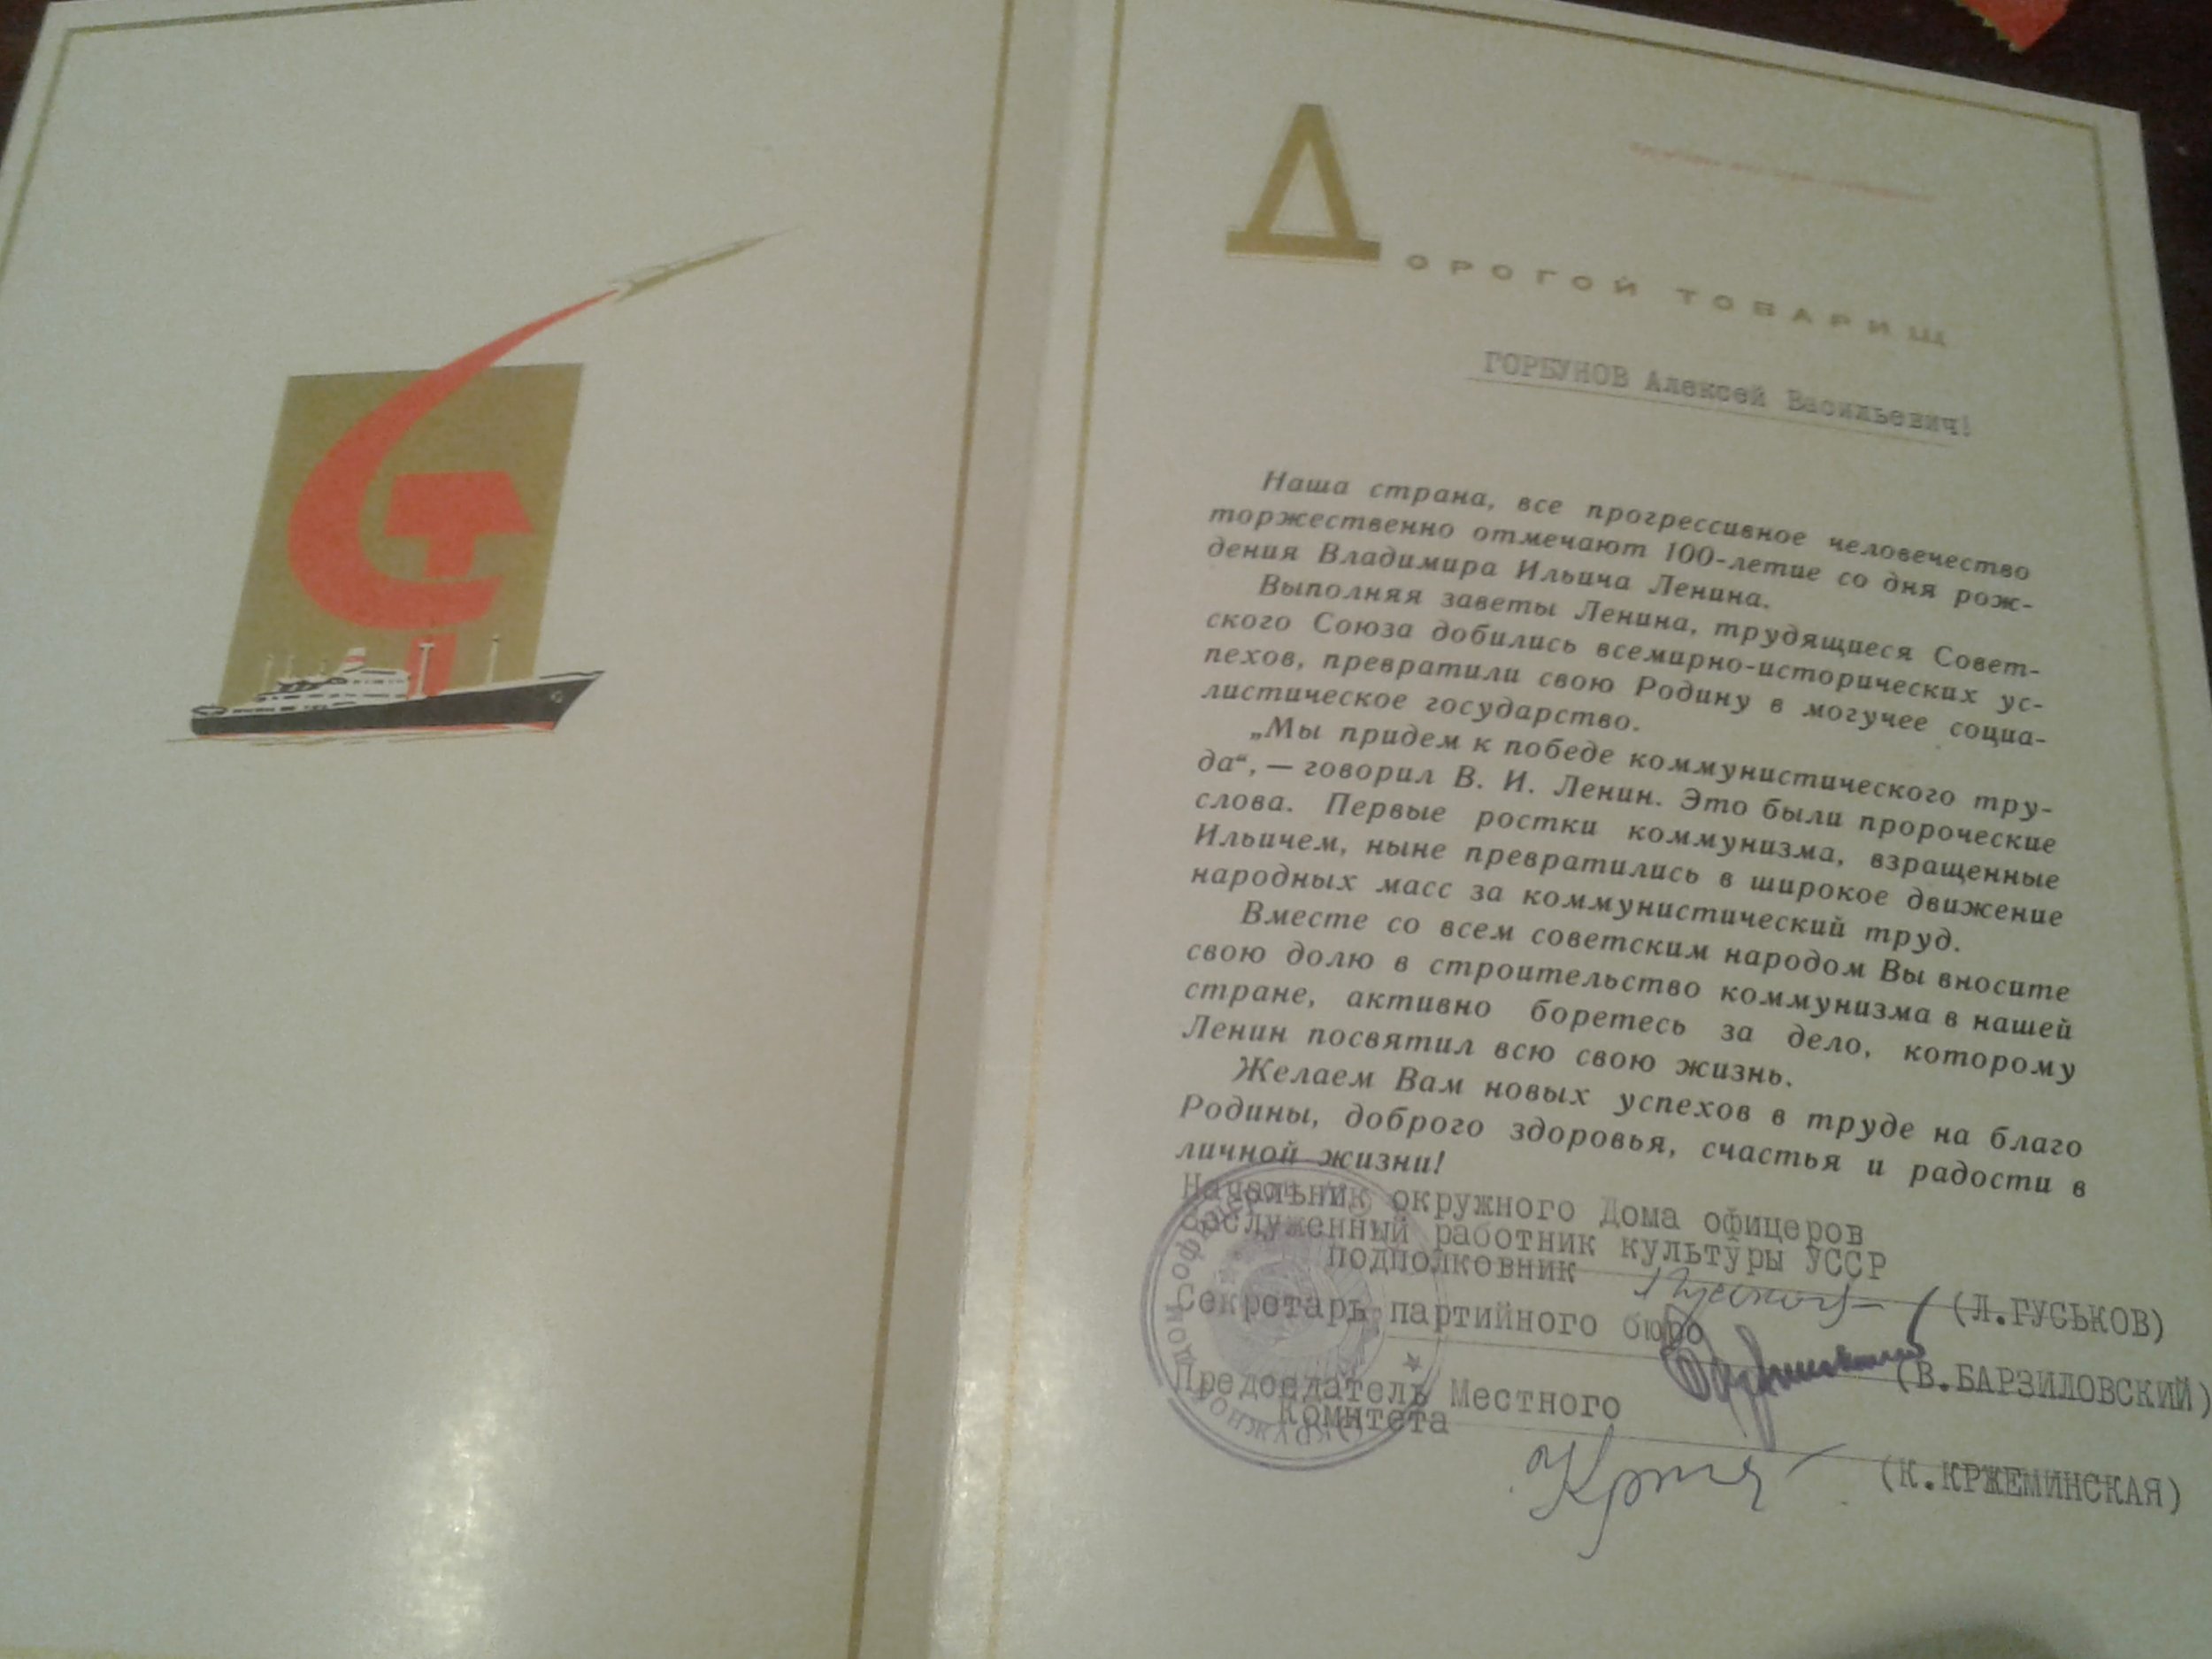 ДОРОГОЙ ТОВАРИЩ
ГОРБУНОВ Алексей Васильевич!
Наша страна, все прогрессивное человечество
торжественно отмечают 100-летие со дня рож-
дения Владимира Ильича Ленина.
Выполняя заветы Ленина, трудящиеся Совет-
ского Союза добились всемирно-исторических ус-
пехов, превратили свою Родину в могучее социа-
листическое государство.
„Мы придем к победе коммунистического тру-
да“, — говорил В. И. Ленин. Это были пророческие
слова. Первые ростки коммунизма, взращенные
Ильичем, ныне превратились в широкое движение
народных масс за коммунистический труд.
Вместе со всем советским народом Вы вносите
свою долю в строительство коммунизма в нашей
стране, активно боретесь за дело, которому
Ленин посвятил всю свою жизнь.
Желаем Вам новых успехов в труде на благо
Родины, доброго здоровья, счастья и радости в
личной жизни!
Начальник окружного Дома офицеров
Заслуженный работник культуры УССР
подполковник (Л.ГУСЬКОВ)
Секретарь партийного бюро
(В.БАРЗИЛОВСКИЙ)
Председатель Местного
комитета
(К.КРЖЕМИНСКАЯ)
Окружной Дом офицеров